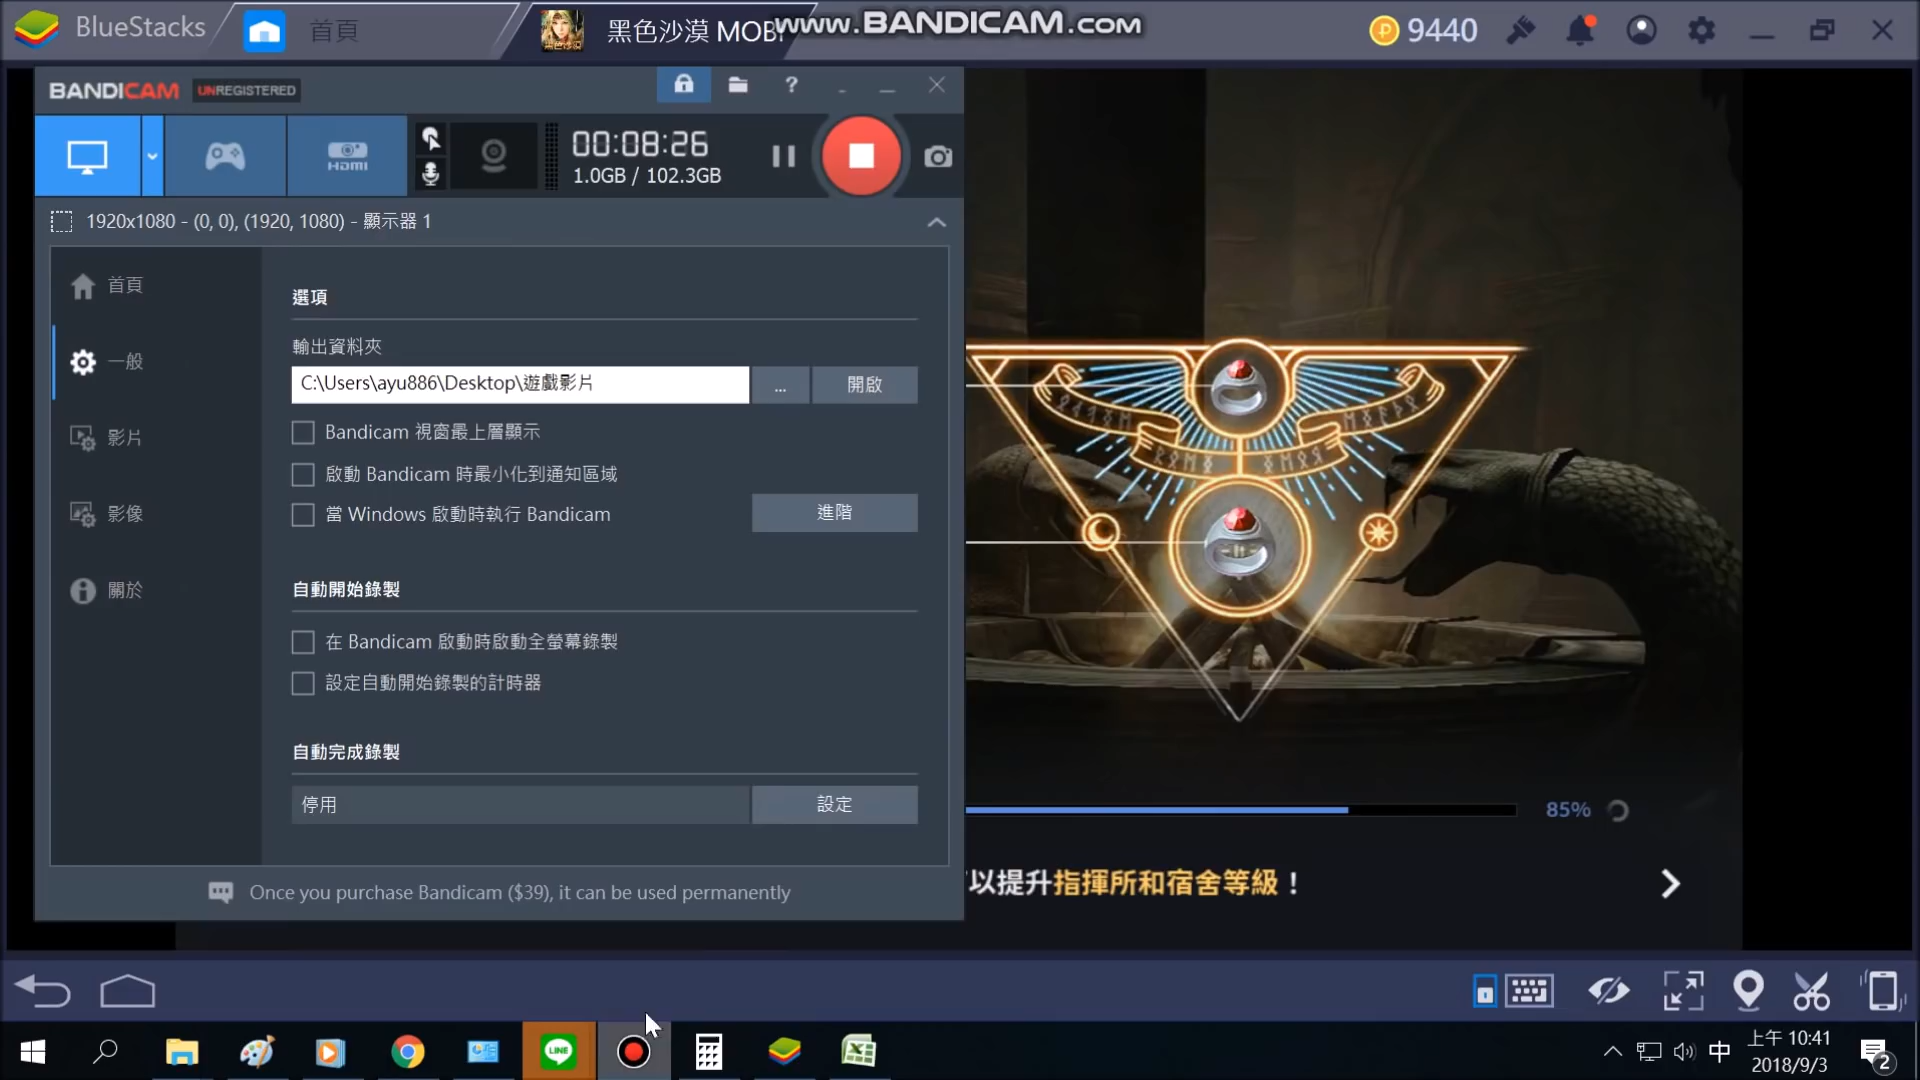 BlueStacks
首頁
黑色沙漠 MOBI
www.BANDICAM.com
9440
BANDICAM
UNREGISTERED
?
HDMI
00:08:26
1.0GB / 102.3GB
1920x1080 - (0, 0), (1920, 1080) - 顯示器 1
首頁
一般
影片
影像
關於
選項
輸出資料夾
C:\Users\ayu886\Desktop\遊戲影片
...
開啟
Bandicam 視窗最上層顯示
啟動 Bandicam 時最小化到通知區域
當 Windows 啟動時執行 Bandicam
進階
自動開始錄製
在 Bandicam 啟動時啟動全螢幕錄製
設定自動開始錄製的計時器
自動完成錄製
停用
設定
Once you purchase Bandicam ($39), it can be used permanently
85%
以提升指揮所和宿舍等級！
LINE
中
上午 10:41
2018/9/3
2